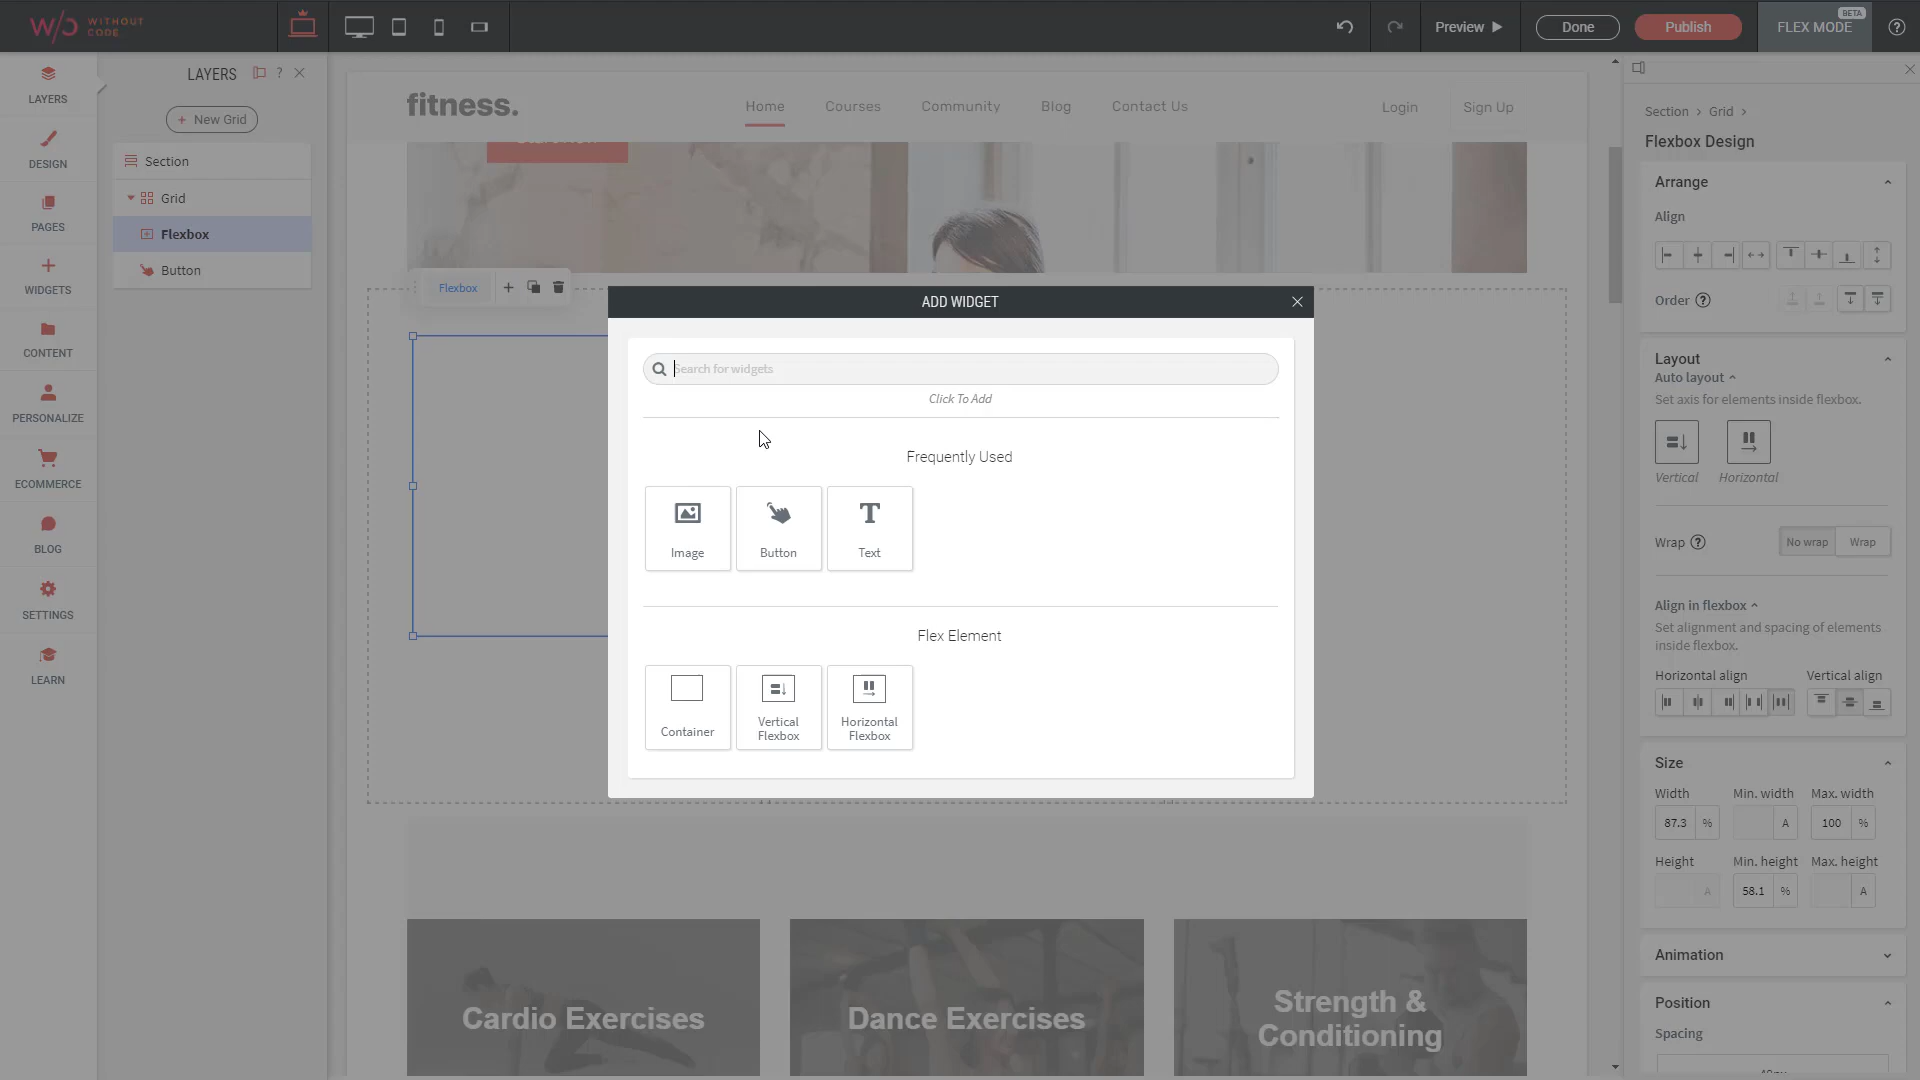 W/O WITHOUT
CODE
Preview
Done
Publish
FLEX MODE
BETA
?
LAYERS
DESIGN
PAGES
WIDGETS
CONTENT
PERSONALIZE
ECOMMERCE
BLOG
SETTINGS
LEARN
LAYERS
?
+ New Grid
Section
Grid
Flexbox
Button
fitness.
Home
Courses
Community
Blog
Contact Us
Login
Sign Up
Flexbox
ADD WIDGET
Search for widgets
Click To Add
Frequently Used
Image
Button
Text
Flex Element
Container
Vertical
Flexbox
Horizontal
Flexbox
Cardio Exercises
Dance Exercises
Strength &
Conditioning
Section > Grid >
Flexbox Design
Arrange
Align
Order ?
Layout
Auto layout
Set axis for elements inside flexbox.
Vertical
Horizontal
Wrap ?
No wrap
Wrap
Align in flexbox
Set alignment and spacing of elements
inside flexbox.
Horizontal align
Vertical align
Size
Width
Min. width
Max. width
87.3 %
A
100 %
Height
Min. height
Max. height
A
58.1 %
A
Animation
Position
Spacing